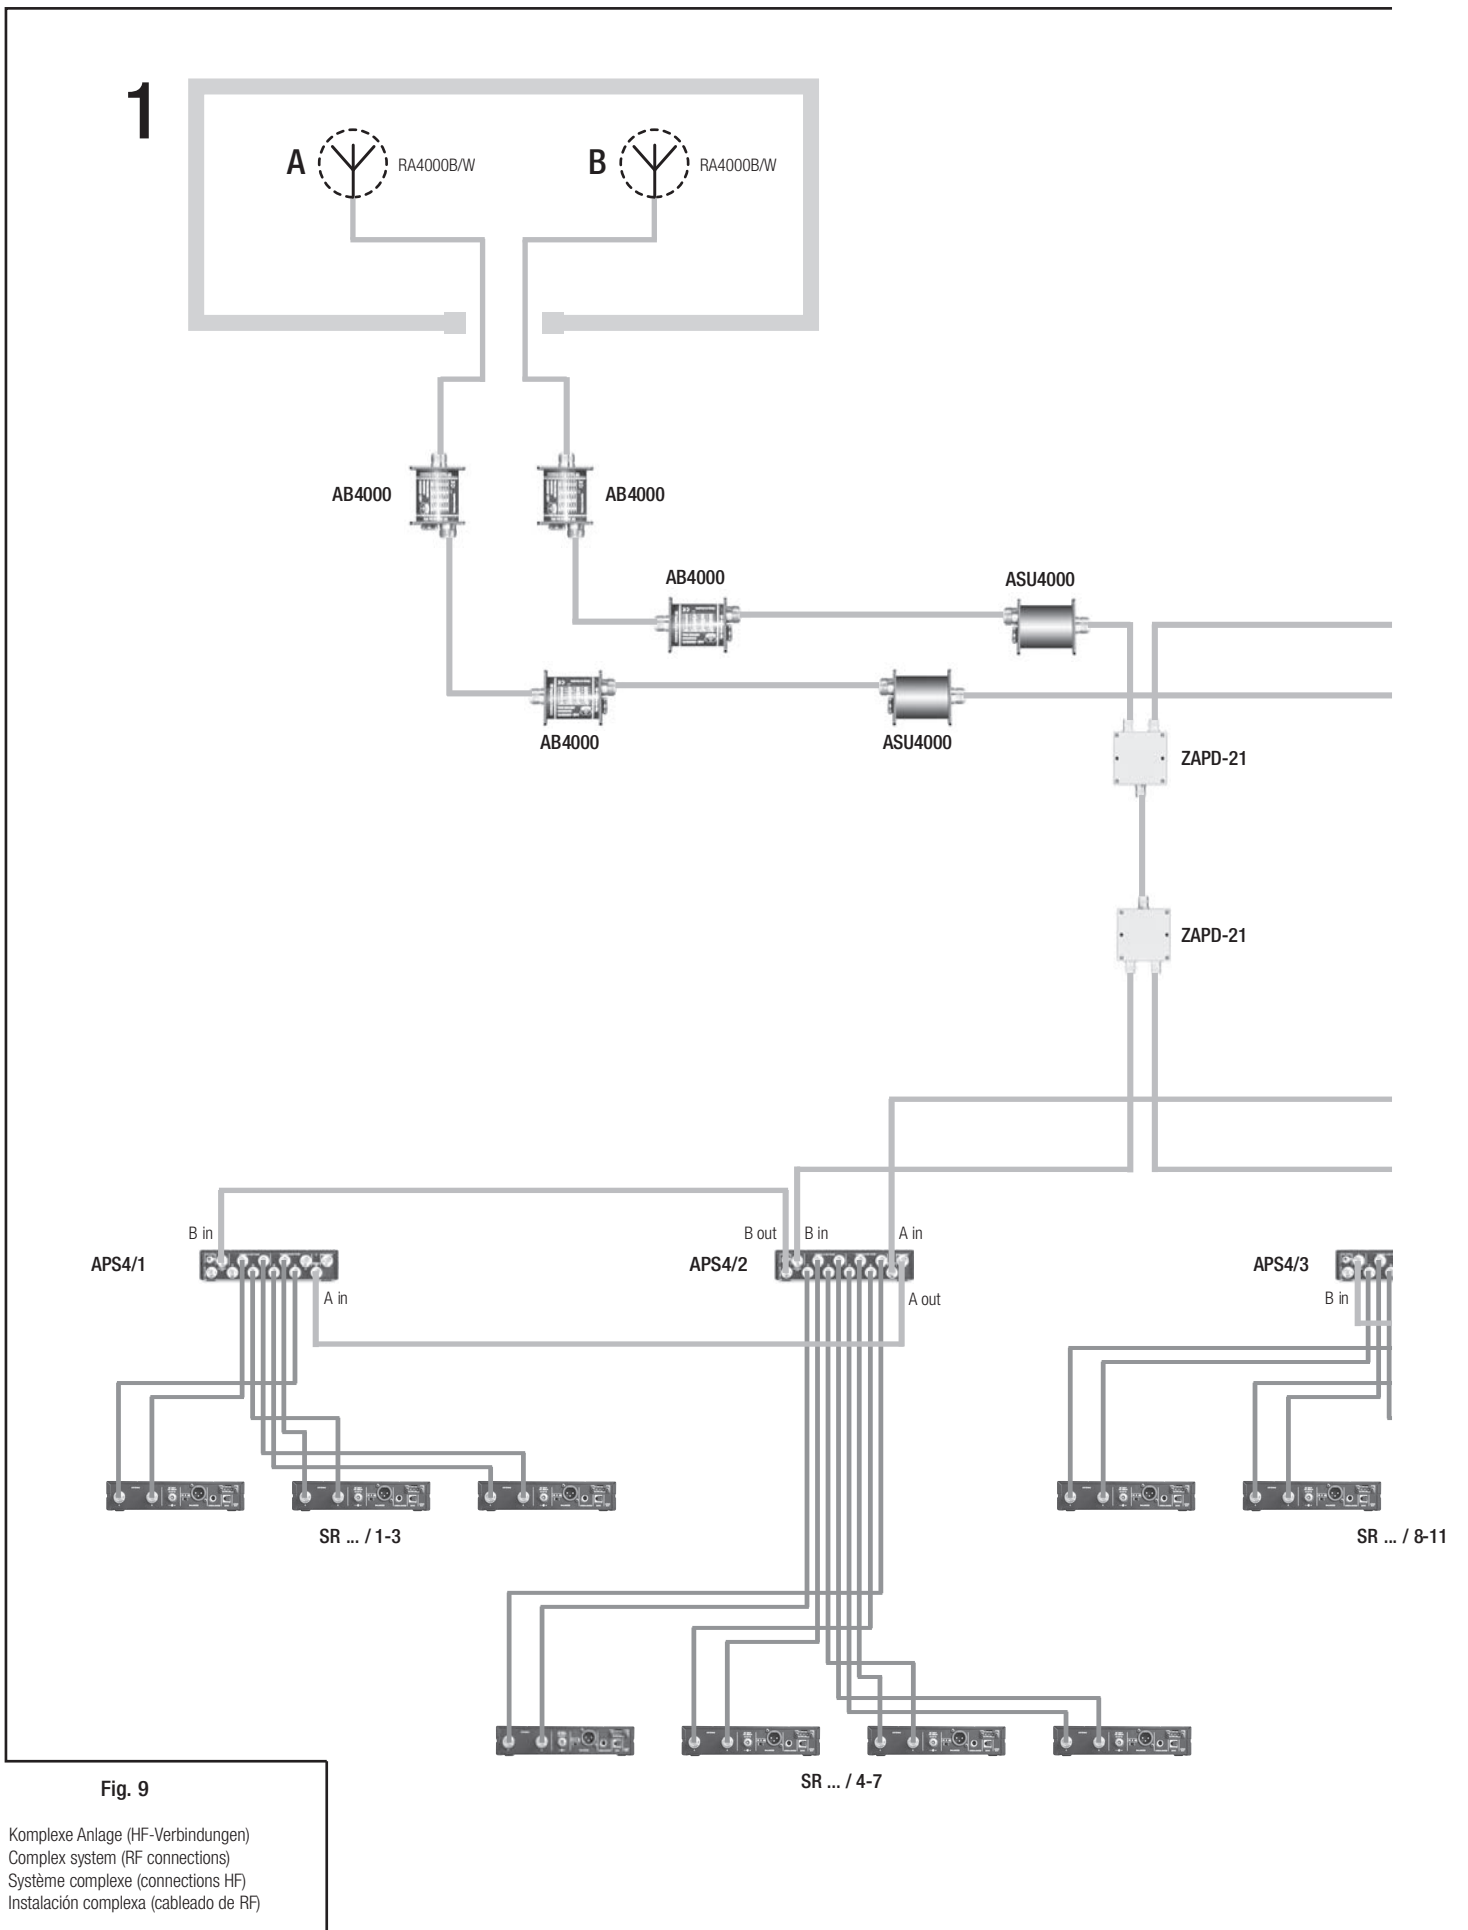 1
A
RA4000B/W
B
RA4000B/W
AB4000
AB4000
AB4000
ASU4000
AB4000
ASU4000
ZAPD-21
ZAPD-21
B in
B out
B in
A in
APS4/1
APS4/2
APS4/3
A in
A out
B in
SR ... / 1-3
SR ... / 8-11
SR ... / 4-7
Fig. 9
Komplexe Anlage (HF-Verbindungen)
Complex system (RF connections)
Système complexe (connections HF)
Instalación complexa (cableado de RF)